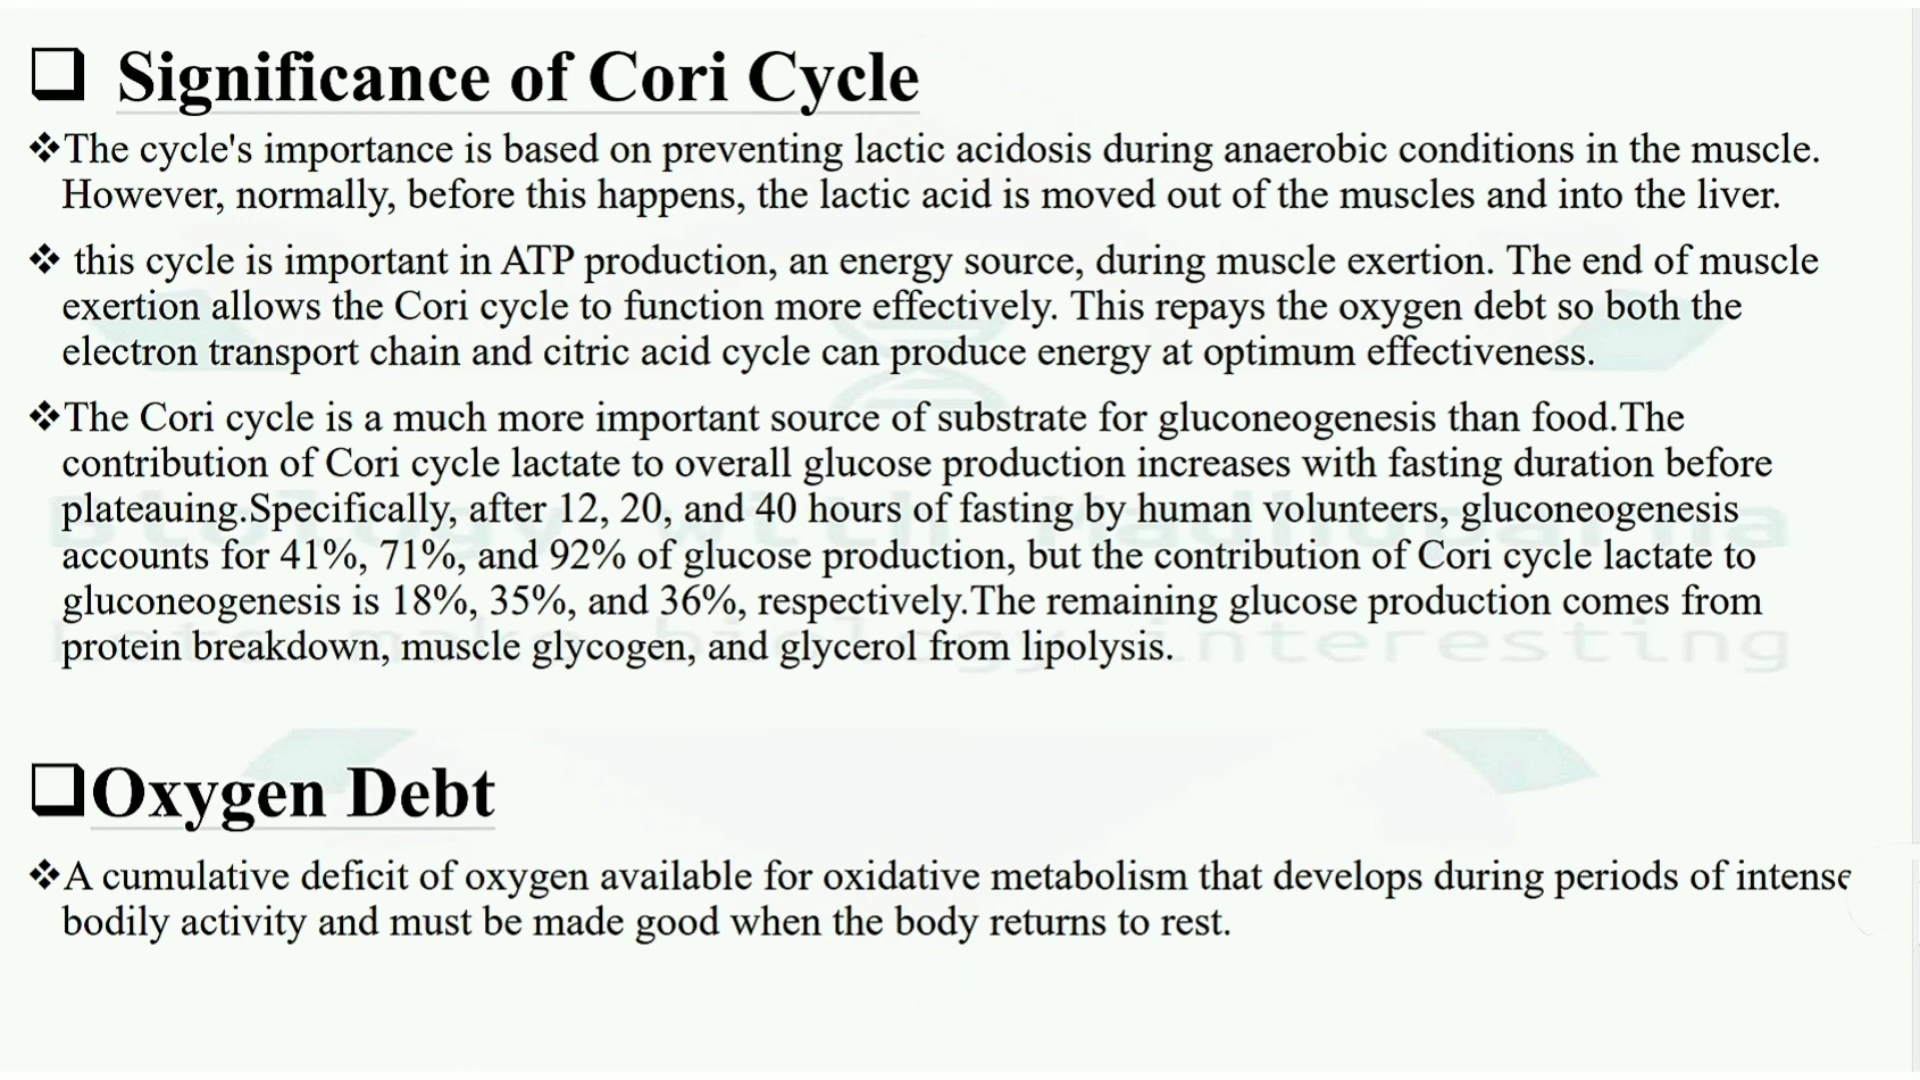 Significance of Cori Cycle
The cycle's importance is based on preventing lactic acidosis during anaerobic conditions in the muscle.
However, normally, before this happens, the lactic acid is moved out of the muscles and into the liver.
this cycle is important in ATP production, an energy source, during muscle exertion. The end of muscle
exertion allows the Cori cycle to function more effectively. This repays the oxygen debt so both the
electron transport chain and citric acid cycle can produce energy at optimum effectiveness.
The Cori cycle is a much more important source of substrate for gluconeogenesis than food.The
contribution of Cori cycle lactate to overall glucose production increases with fasting duration before
plateauing.Specifically, after 12, 20, and 40 hours of fasting by human volunteers, gluconeogenesis
Biology with Madhuparna
accounts for 41%, 71%, and 92% of glucose production, but the contribution of Cori cycle lactate to
gluconeogenesis is 18%, 35%, and 36%, respectively.The remaining glucose production comes from
protein breakdown, muscle glycogen, and glycerol from lipolysis.
Lets make biology interesting
Oxygen Debt
A cumulative deficit of oxygen available for oxidative metabolism that develops during periods of intense
bodily activity and must be made good when the body returns to rest.